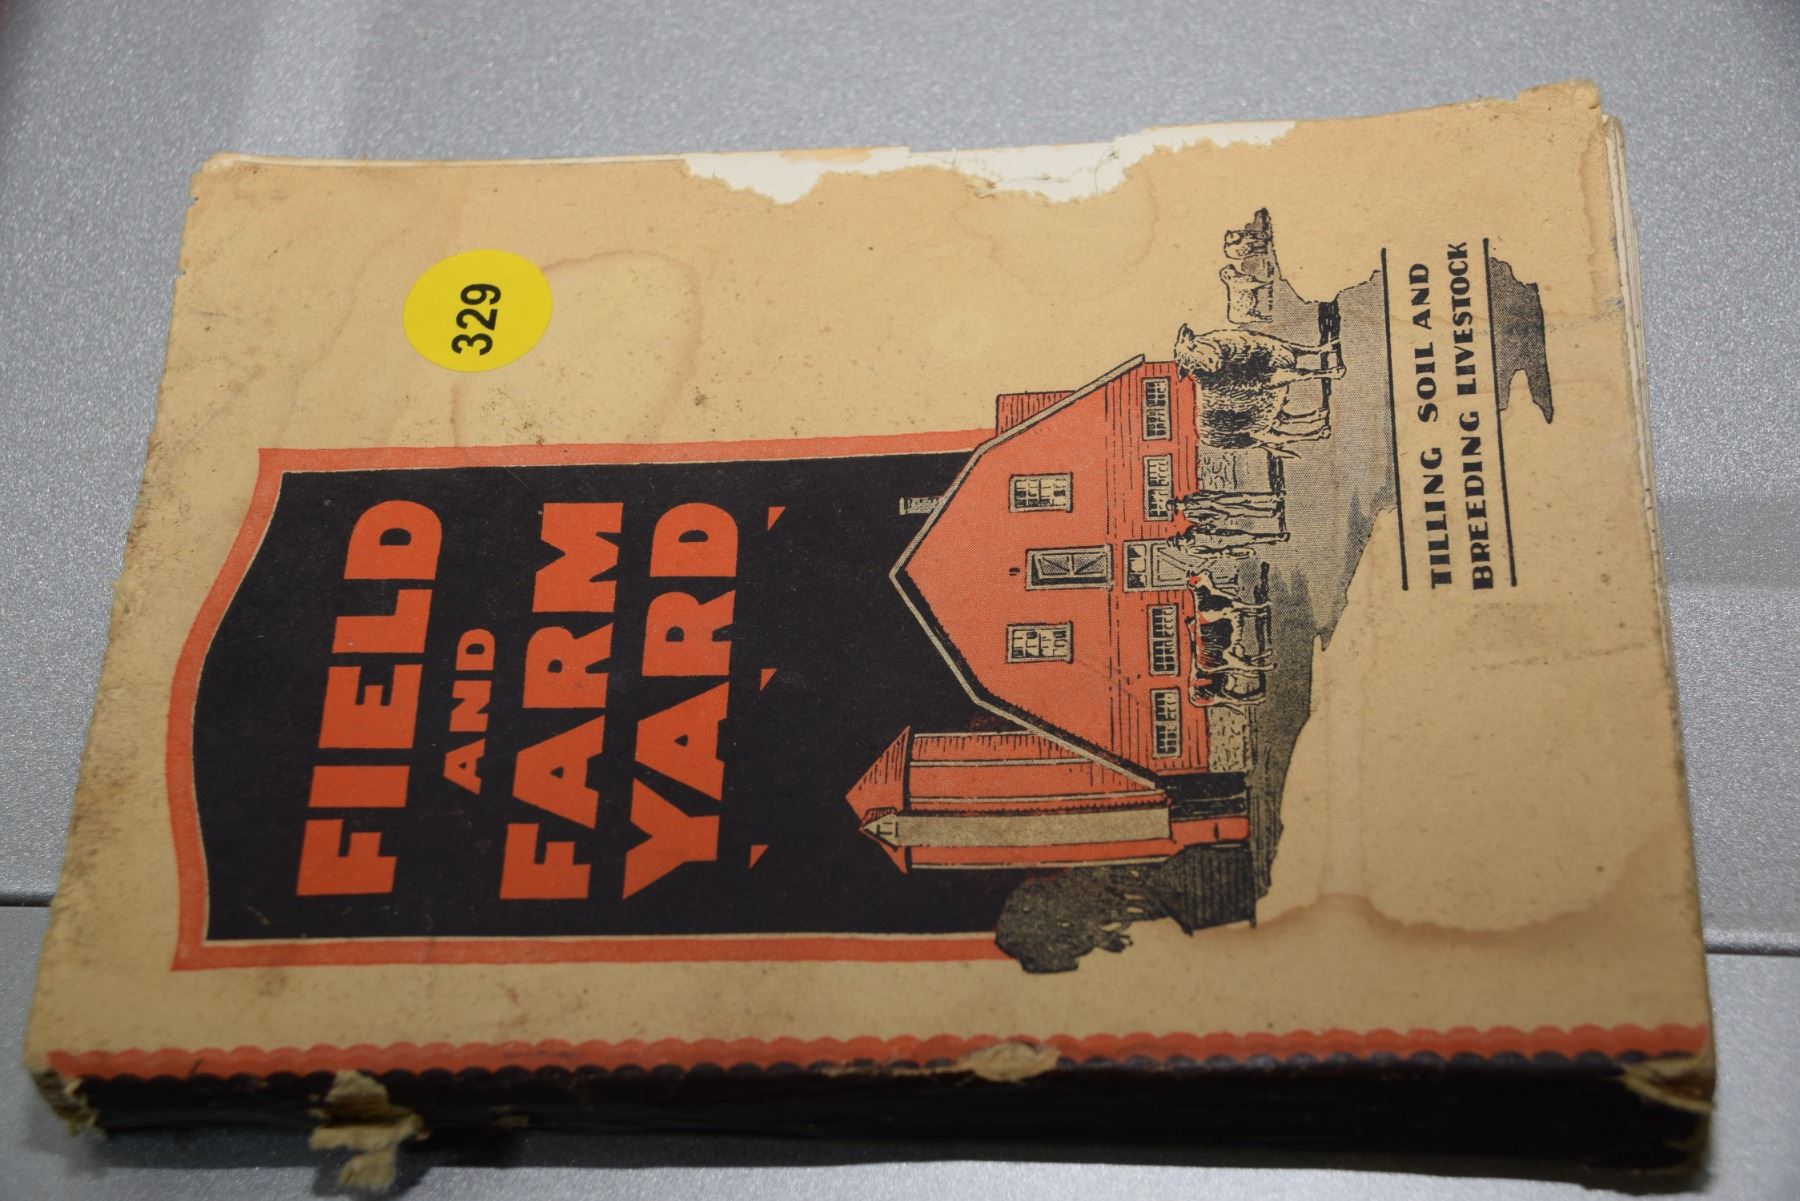 329
FIELD
AND
FARM
YARD
TILLING SOIL AND
BREEDING LIVESTOCK